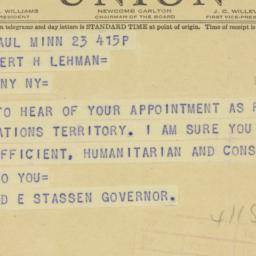 UNION
WILLIAMS
PRESIDENT
NEWCOMB CARLTON
CHAIRMAN OF THE BOARD
J. C. WILLEV
FIRST VICE-PRES
n telegrams and day letters is STANDARD TIME at point of origin. Time of receipt is
AUL MINN 23 415P
ERT H LEHMAN=
NY NY=
TO HEAR OF YOUR APPOINTMENT AS
ATIONS TERRITORY. I AM SURE YOU
EFFICIENT, HUMANITARIAN AND CONS
O YOU=
D E STASSEN GOVERNOR.